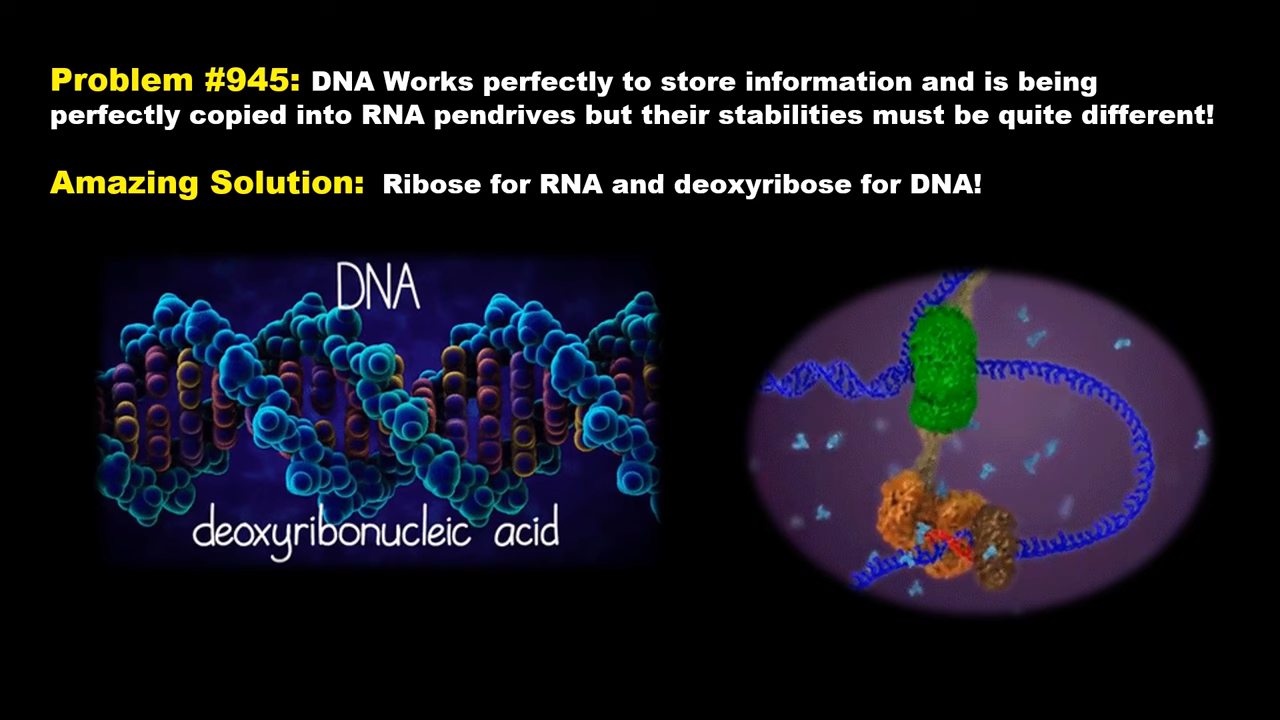 Problem #945: DNA Works perfectly to store information and is being
perfectly copied into RNA pendrives but their stabilities must be quite different!
Amazing Solution: Ribose for RNA and deoxyribose for DNA!
DNA
deoxyribonucleic acid